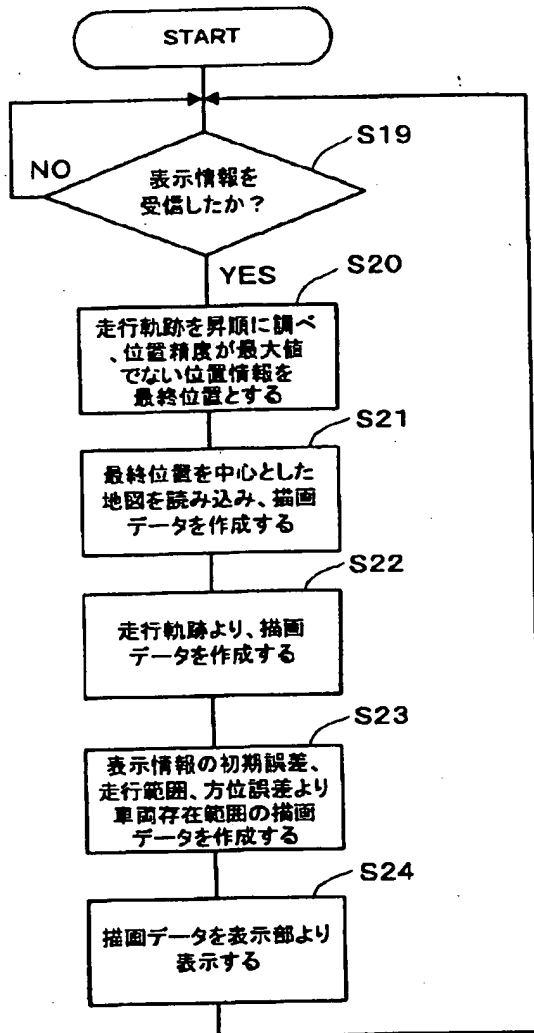 START
S19
NO
表示情報を
受信したか？
YES
S20
走行軌跡を昇順に調べ
、位置精度が最大値
でない位置情報を
最終位置とする
S21
最終位置を中心とした
地図を読み込み、描画
データを作成する
S22
走行軌跡より、描画
データを作成する
S23
表示情報の初期誤差、
走行範囲、方位誤差より
車両存在範囲の描画
データを作成する
S24
描画データを表示部より
表示する